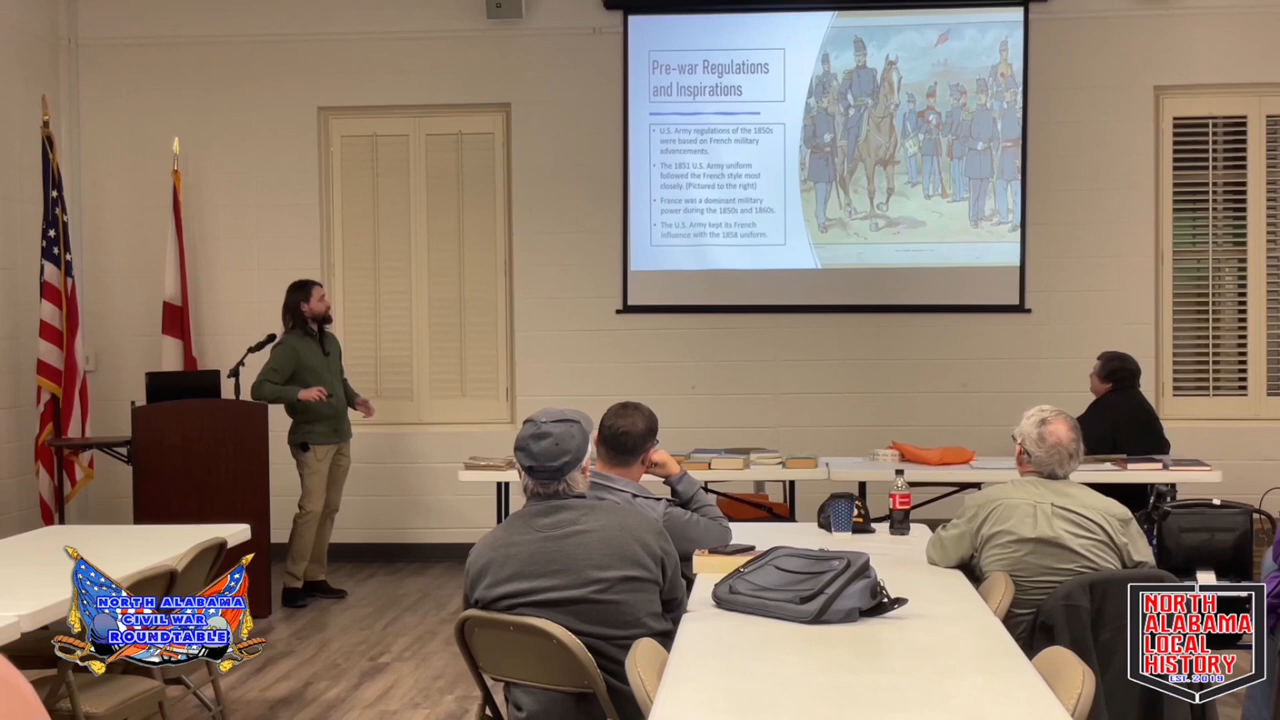 Pre-war Regulations
and Inspirations
• U.S. Army regulations of the 1850s
were based on French military
advancements.
• The 1851 U.S. Army uniform
followed the French style most
closely. (Pictured to the right)
• France was a dominant military
power during the 1850s and 1860s.
• The U.S. Army kept its French
influence with the 1858 uniform.
NORTH ALABAMA
CIVIL WAR
ROUNDTABLE
NORTH
ALABAMA
LOCAL
HISTORY
EST. 2019